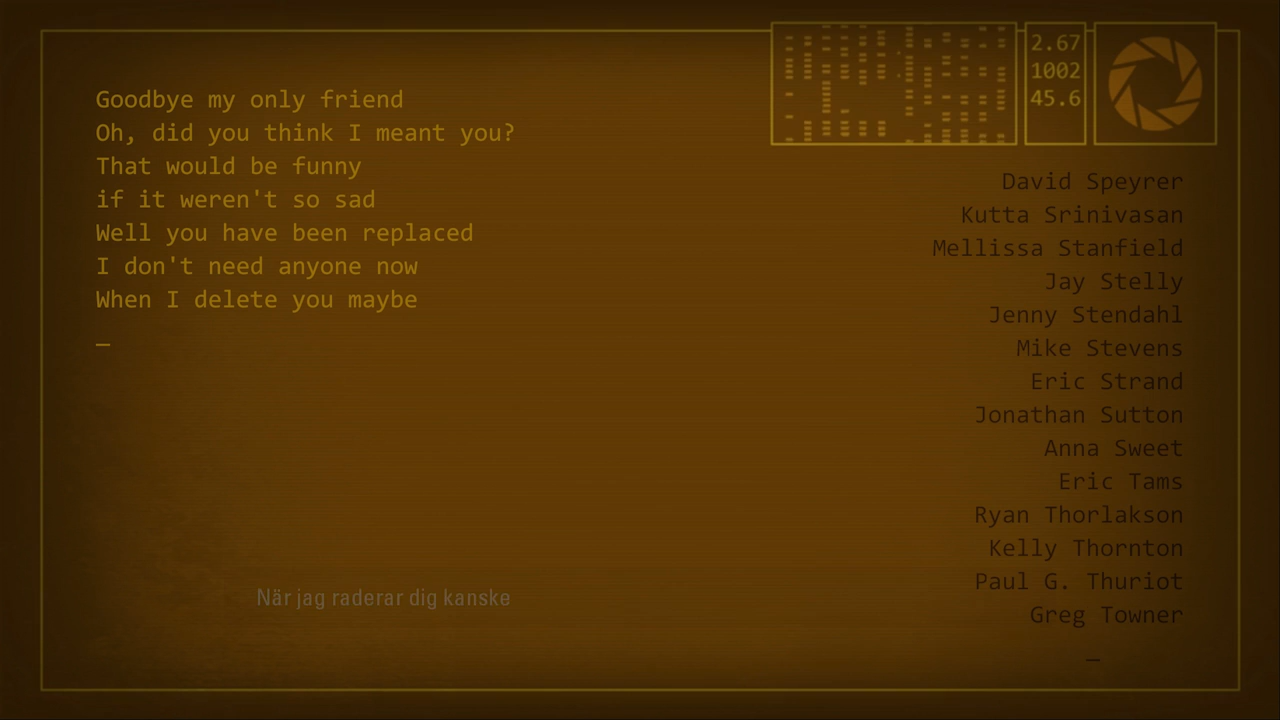 Goodbye my only friend
Oh, did you think I meant you?
That would be funny
if it weren't so sad
Well you have been replaced
I don't need anyone now
When I delete you maybe
_
När jag raderar dig kanske
2.67
1002
45.6
David Speyrer
Kutta Srinivasan
Mellissa Stanfield
Jay Stelly
Jenny Stendahl
Mike Stevens
Eric Strand
Jonathan Sutton
Anna Sweet
Eric Tams
Ryan Thorlakson
Kelly Thornton
Paul G. Thuriot
Greg Towner
_